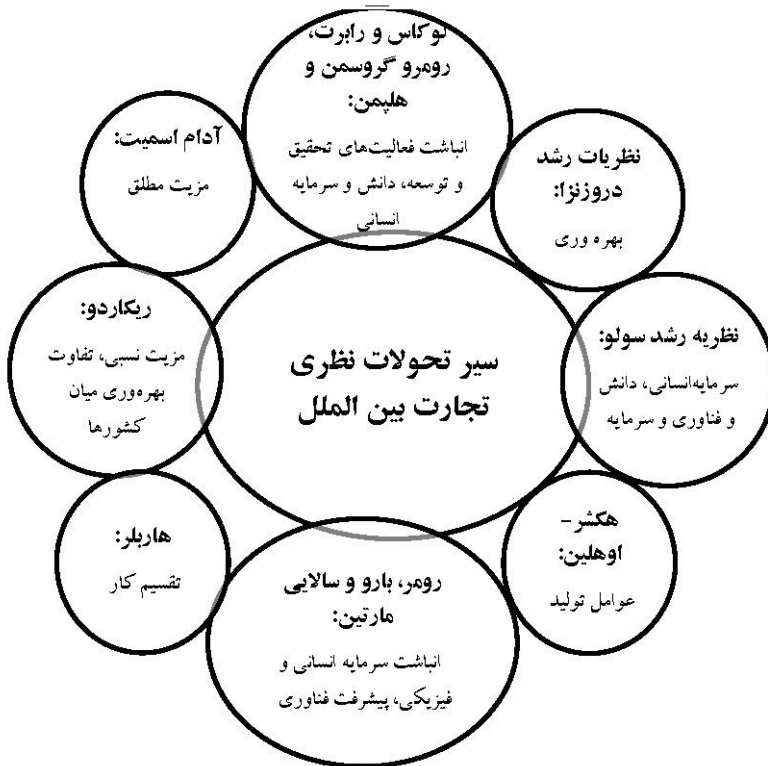 لوکاس و رابرت،
رومرو گروسمن و
هلپمن:
انباشت فعالیت‌های تحقیق
و توسعه، دانش و سرمایه
انسانی
نظریات رشد
دروزنزا:
بهره وری
نظریه رشد سولو:
سرمایه‌انسانی، دانش
و فناوری و سرمایه
هکشر –
اوهلین:
عوامل تولید
رومر، بارو و سالایی
مارتین:
انباشت سرمایه انسانی و
فیزیکی، پیشرفت فناوری
هاربلر:
تقسیم کار
ریکاردو:
مزیت نسبی، تفاوت
بهره‌وری میان
کشورها
آدام اسمیت:
مزیت مطلق
سیر تحولات نظری
تجارت بین الملل